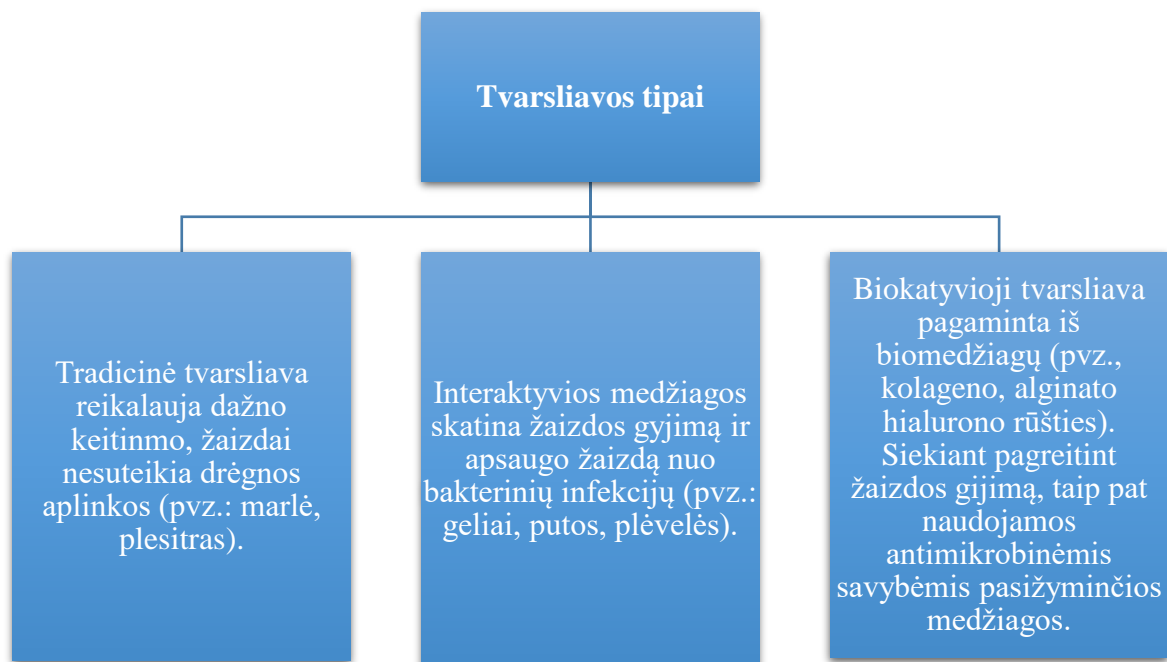 Tvarsliavos tipai
Tradicinė tvarsliava
reikalauja dažno
keitinmo, žaizdai
nesuteikia drėgnos
aplinkos (pvz.: marlė,
plesitras).
Interaktyvios medžiagos
skatina žaizdos gyjimą ir
apsaugo žaizdą nuo
bakterinių infekcijų (pvz.:
geliai, putos, plėvelės).
Biokatyvioji tvarsliava
pagaminta iš
biomedžiagų (pvz.,
kolageno, alginato
hialurono rūšties).
Siekiant pagreitint
žaizdos gijimą, taip pat
naudojamos
antimikrobinėmis
savybėmis pasižyminčios
medžiagos.